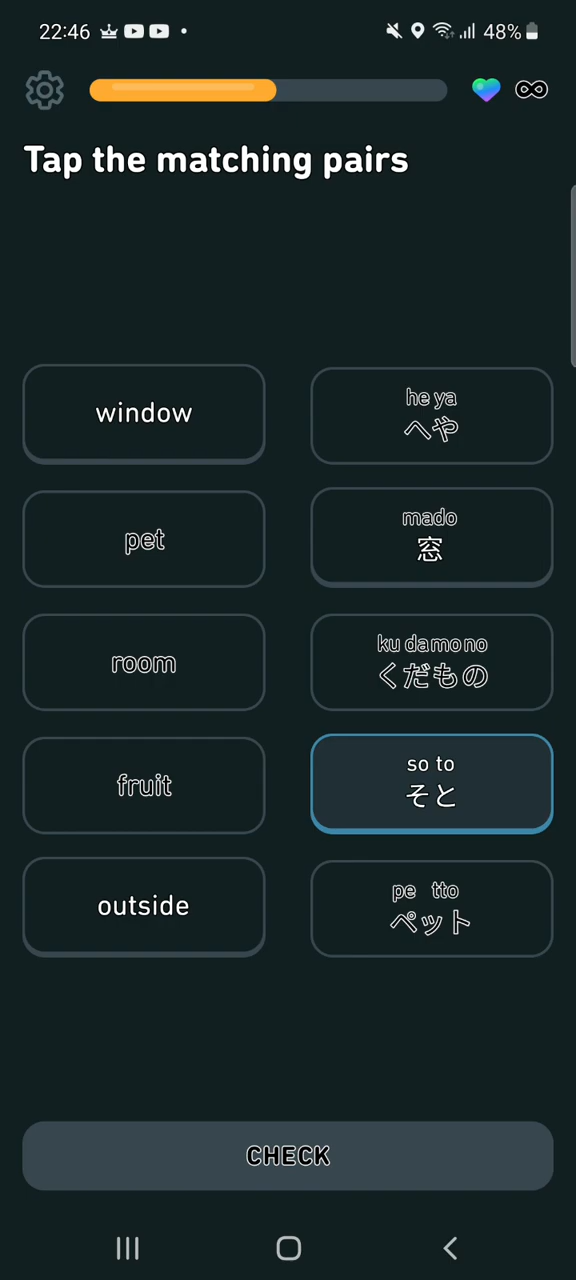 22:46 48%
Tap the matching pairs
window
he ya
へや
pet
mado
窓
room
ku da mo no
くだもの
fruit
so to
そと
outside
pe tto
ペット
CHECK